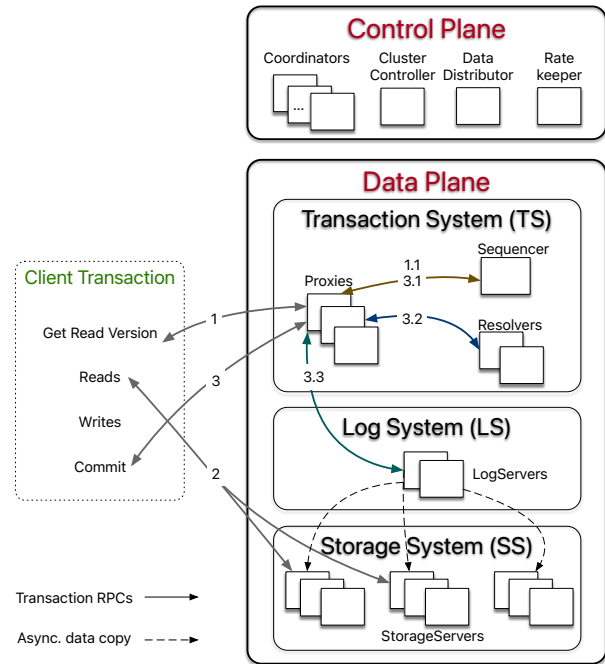 Control Plane
Coordinators
Cluster
Controller
Data
Distributor
Rate
keeper
...
Data Plane
Transaction System (TS)
Sequencer
1.1
3.1
Proxies
Client Transaction
1
Get Read Version
3.2
Resolvers
Reads
3
3.3
Writes
Log System (LS)
Commit
2
LogServers
Storage System (SS)
Transaction RPCs
StorageServers
Async. data copy